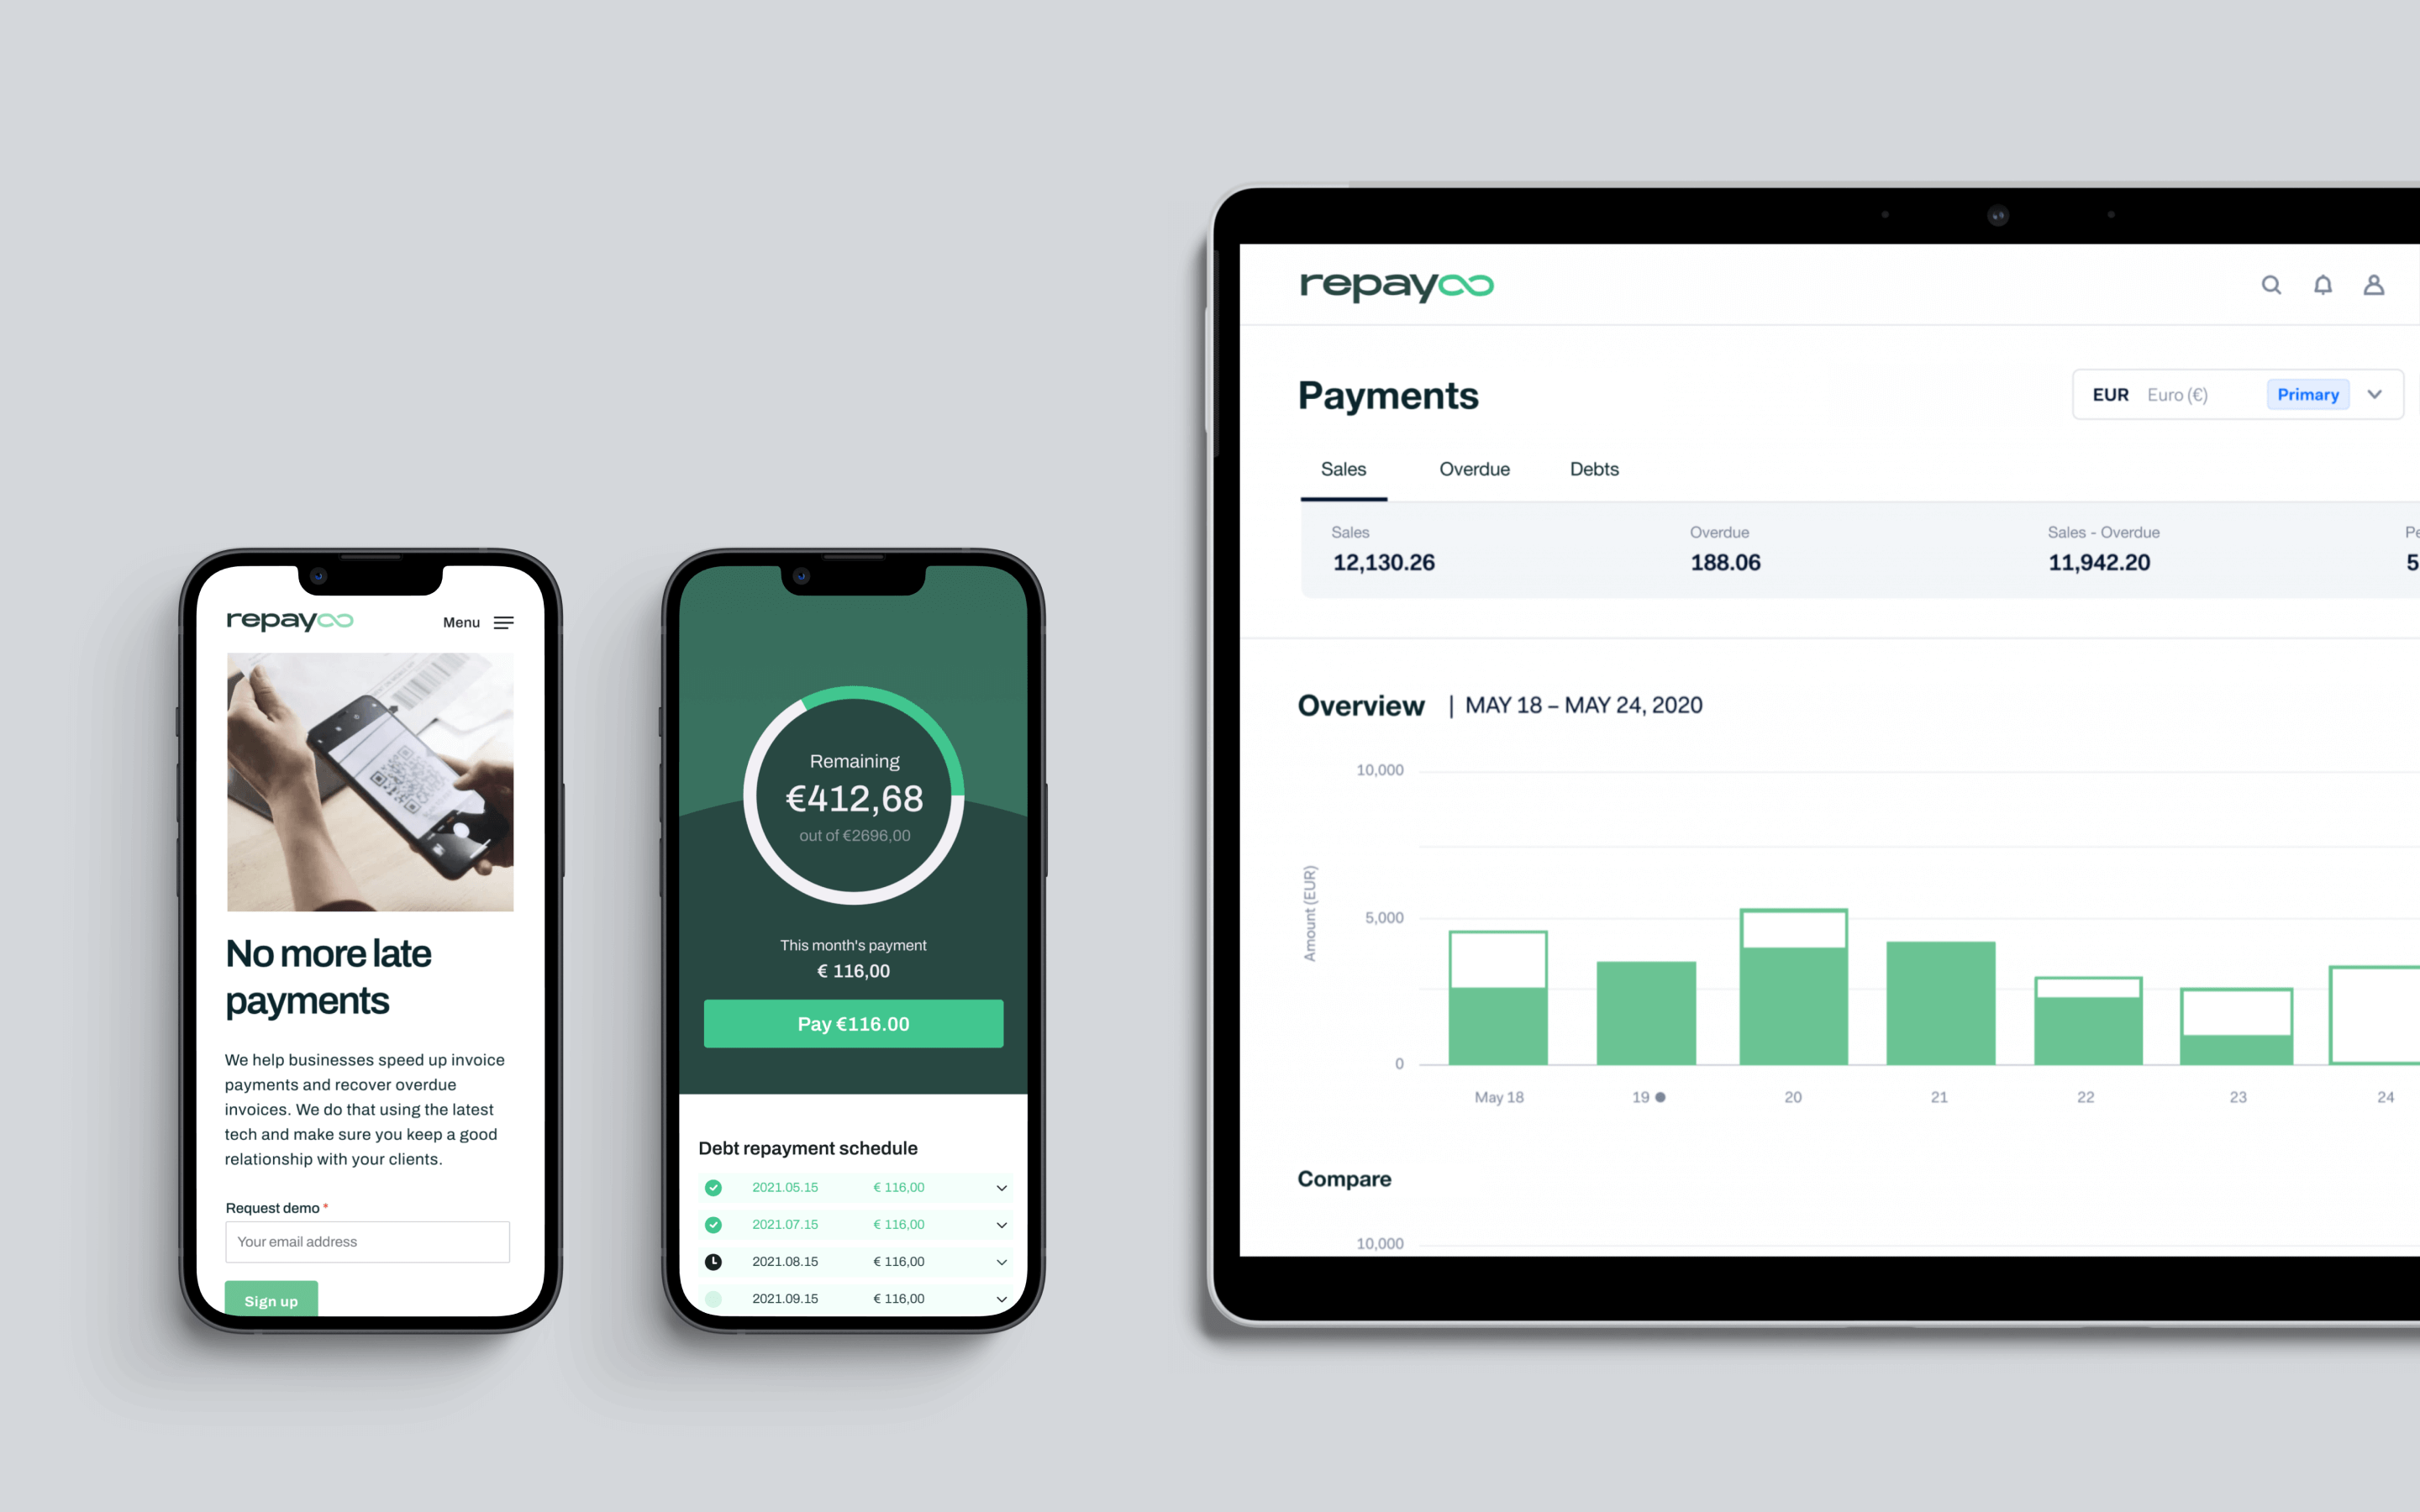 repay
Menu
No more late
payments
We help businesses speed up invoice
payments and recover overdue
invoices. We do that using the latest
tech and make sure you keep a good
relationship with your clients.
Request demo *
Your email address
Sign up
Remaining
€412,68
out of €2696,00
This month's payment
€ 116,00
Pay €116.00
Debt repayment schedule
2021.05.15 € 116,00
2021.07.15 € 116,00
2021.08.15 € 116,00
2021.09.15 € 116,00
repay
Payments
EUR Euro (€) Primary
Sales Overdue Debts
Sales Overdue Sales - Overdue Pe
12,130.26 188.06 11,942.20 5
Overview | MAY 18 – MAY 24, 2020
10,000
5,000
0
Amount (EUR)
May 18 19 20 21 22 23 24
Compare
10,000